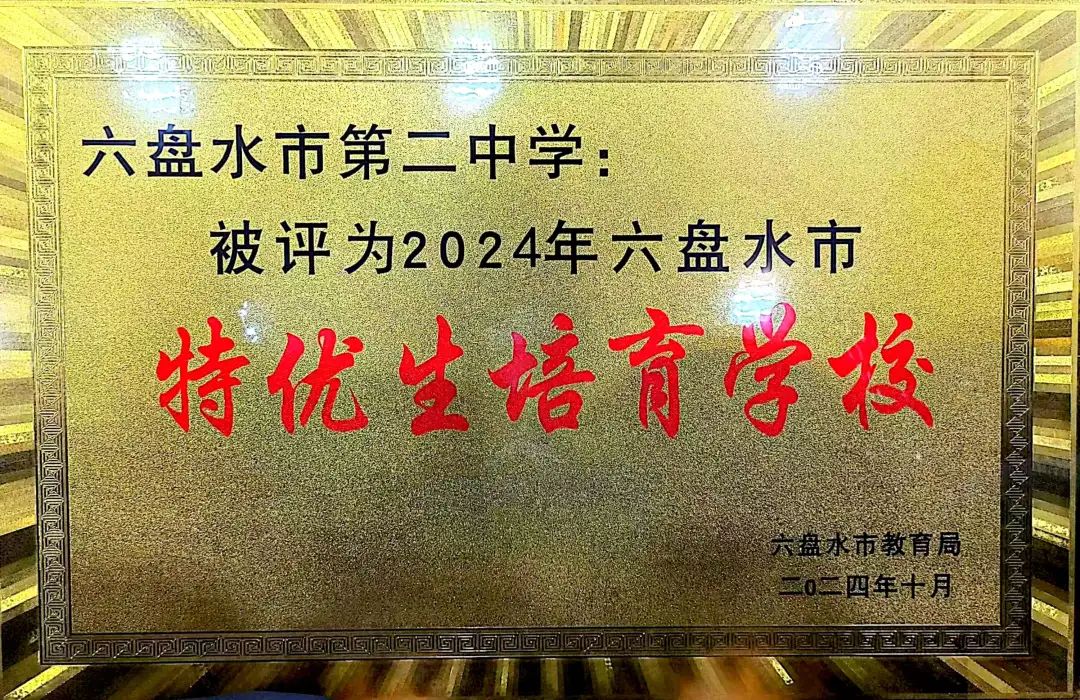 六盘水市第二中学：
被评为2024年六盘水市
特优生培育学校
六盘水市教育局
二0二四年十月